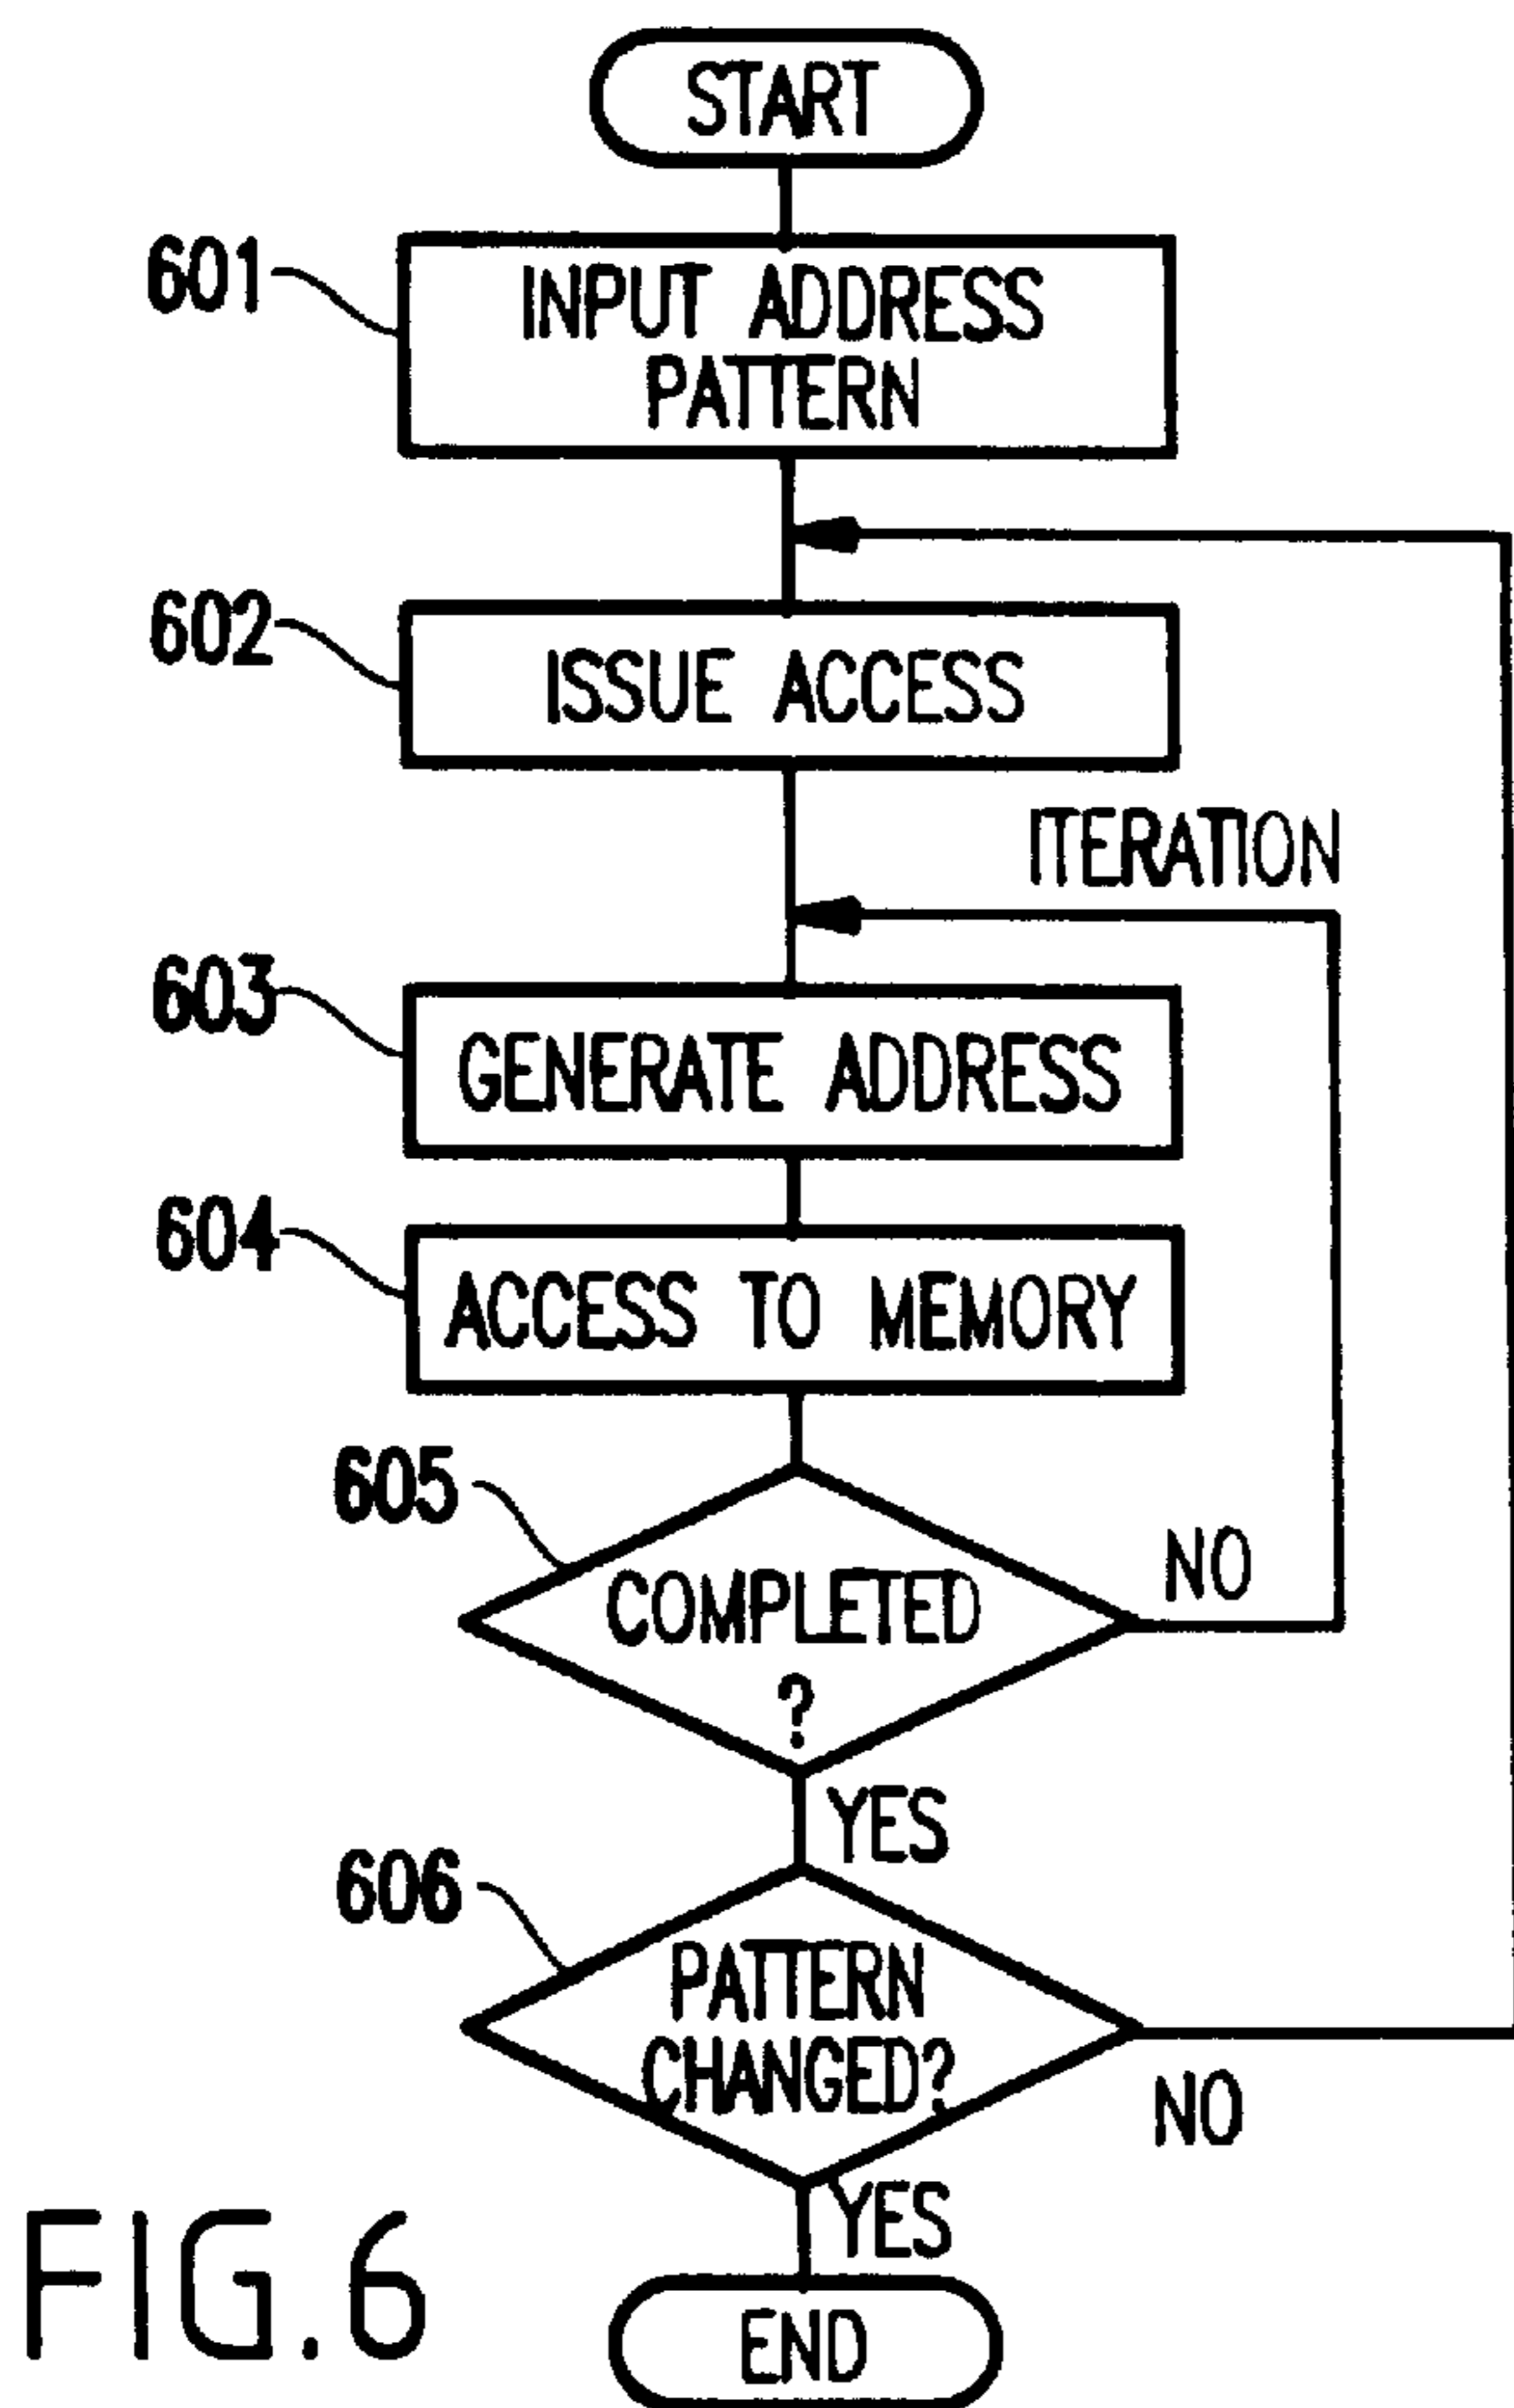 START
601
INPUT ADDRESS
PATTERN
602
ISSUE ACCESS
ITERATION
603
GENERATE ADDRESS
604
ACCESS TO MEMORY
605
COMPLETED
?
NO
YES
606
PATTERN
CHANGED?
NO
YES
END
FIG.6